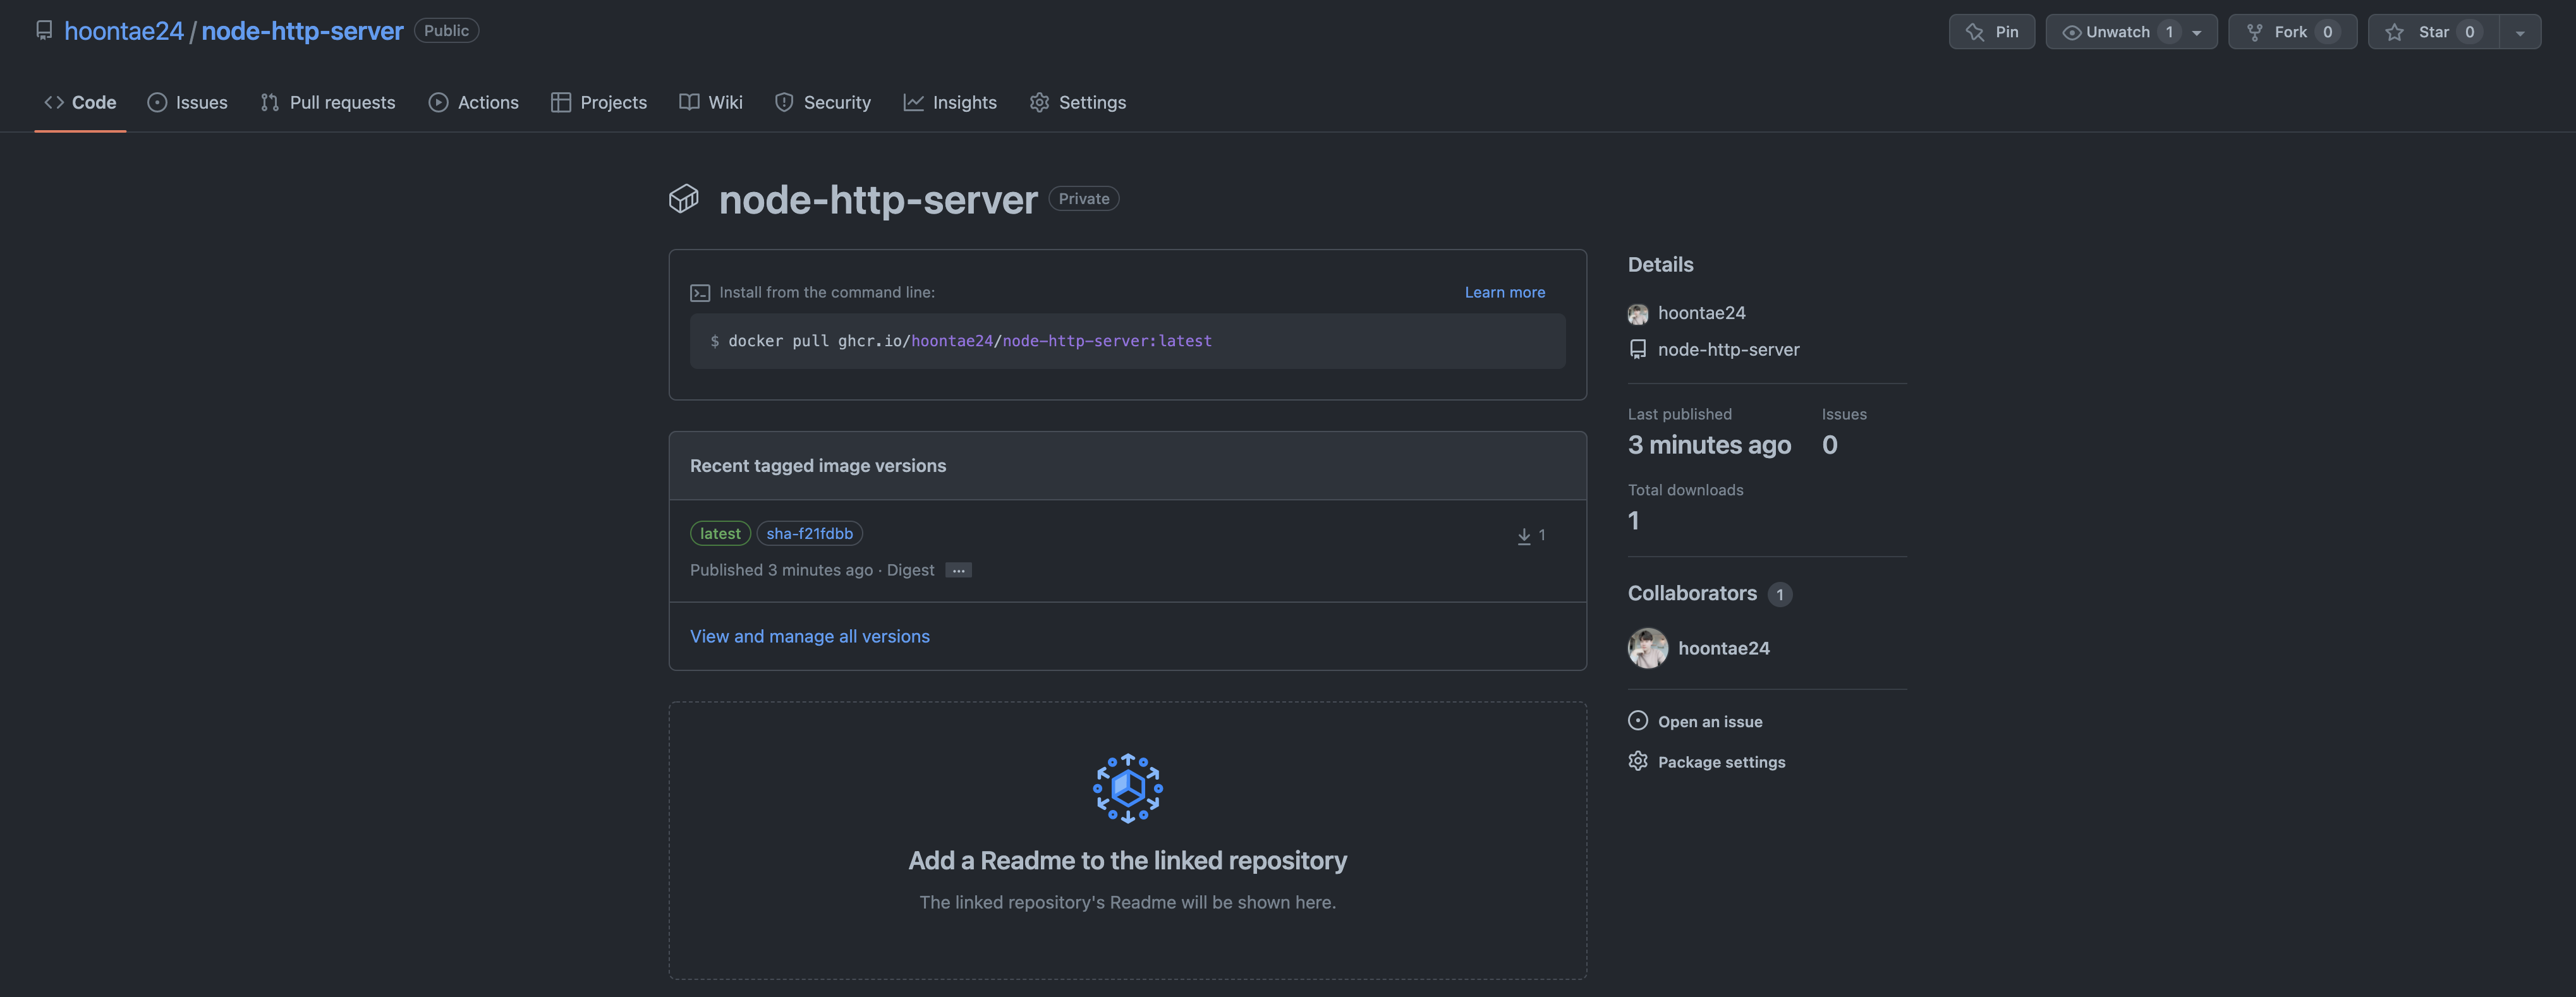 hoontae24 / node-http-server Public
Pin
Unwatch 1
Fork 0
Star 0
Code Issues Pull requests Actions Projects Wiki Security Insights Settings
node-http-server Private
Install from the command line:
Learn more
$ docker pull ghcr.io/hoontae24/node-http-server:latest
Recent tagged image versions
latest sha-f21fdbb
1
Published 3 minutes ago · Digest ...
View and manage all versions
Add a Readme to the linked repository
The linked repository's Readme will be shown here.
Details
hoontae24
node-http-server
Last published Issues
3 minutes ago 0
Total downloads
1
Collaborators 1
hoontae24
Open an issue
Package settings